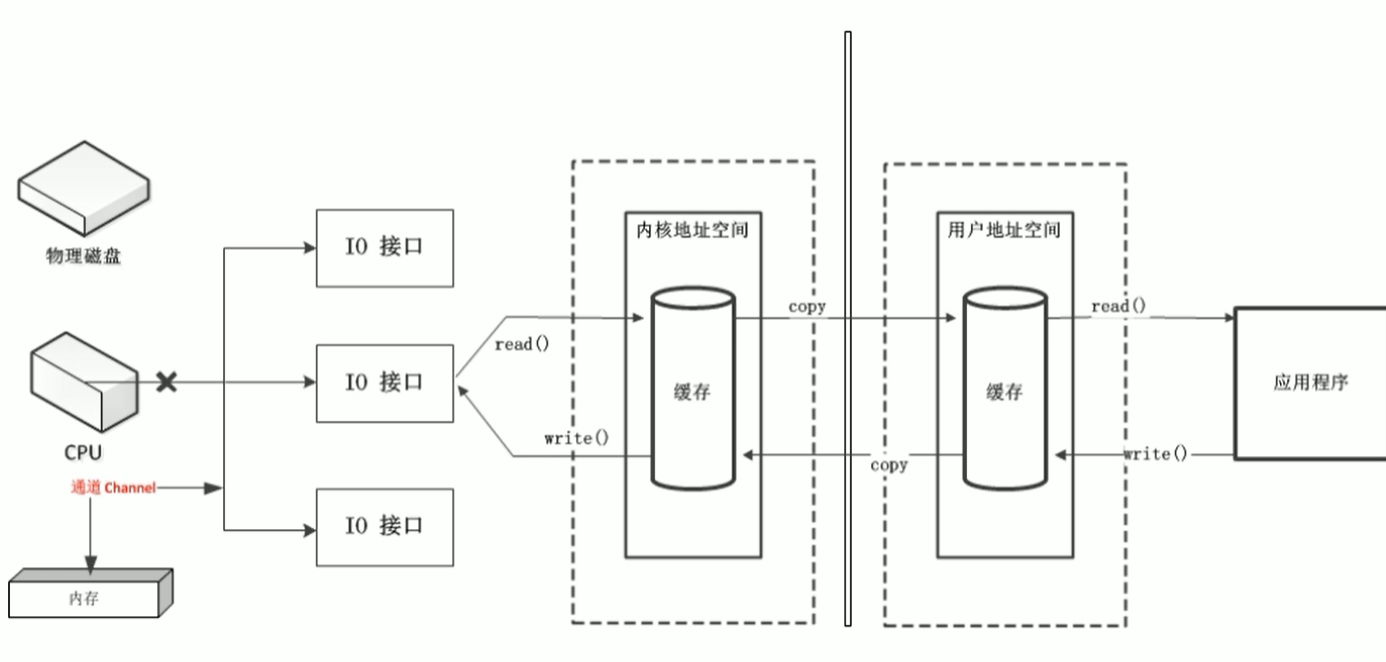 物理磁盘
CPU
通道 Channel
内存
IO 接口
IO 接口
IO 接口
read()
write()
内核地址空间
缓存
copy
copy
用户地址空间
缓存
read()
write()
应用程序